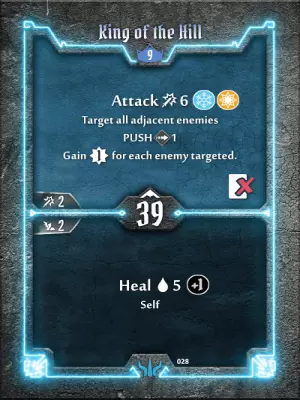 King of the Hill
9
Attack 6
Target all adjacent enemies
PUSH 1
Gain 1 for each enemy targeted.
2
39
2
Heal 5 +1
Self
028